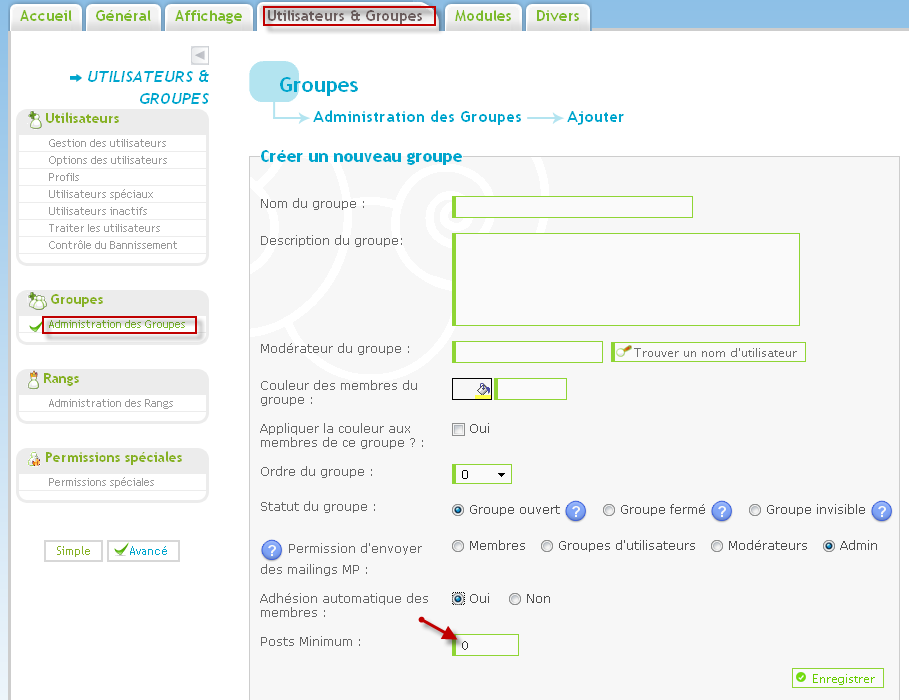 Accueil Général Affichage Utilisateurs & Groupes Modules Divers
UTILISATEURS &
GROUPES
Utilisateurs
Gestion des utilisateurs
Options des utilisateurs
Profils
Utilisateurs spéciaux
Utilisateurs inactifs
Traiter les utilisateurs
Contrôle du Bannissement
Groupes
Administration des Groupes
Rangs
Administration des Rangs
Permissions spéciales
Permissions spéciales
Simple Avancé
Groupes
Administration des Groupes Ajouter
Créer un nouveau groupe
Nom du groupe :
Description du groupe:
Modérateur du groupe : Trouver un nom d'utilisateur
Couleur des membres du
groupe :
Appliquer la couleur aux
membres de ce groupe ? : Oui
Ordre du groupe : 0
Statut du groupe : Groupe ouvert ? Groupe fermé ? Groupe invisible ?
? Permission d'envoyer
des mailings MP : Membres Groupes d'utilisateurs Modérateurs Admin
Adhésion automatique des
membres : Oui Non
Posts Minimum : 0
Enregistrer